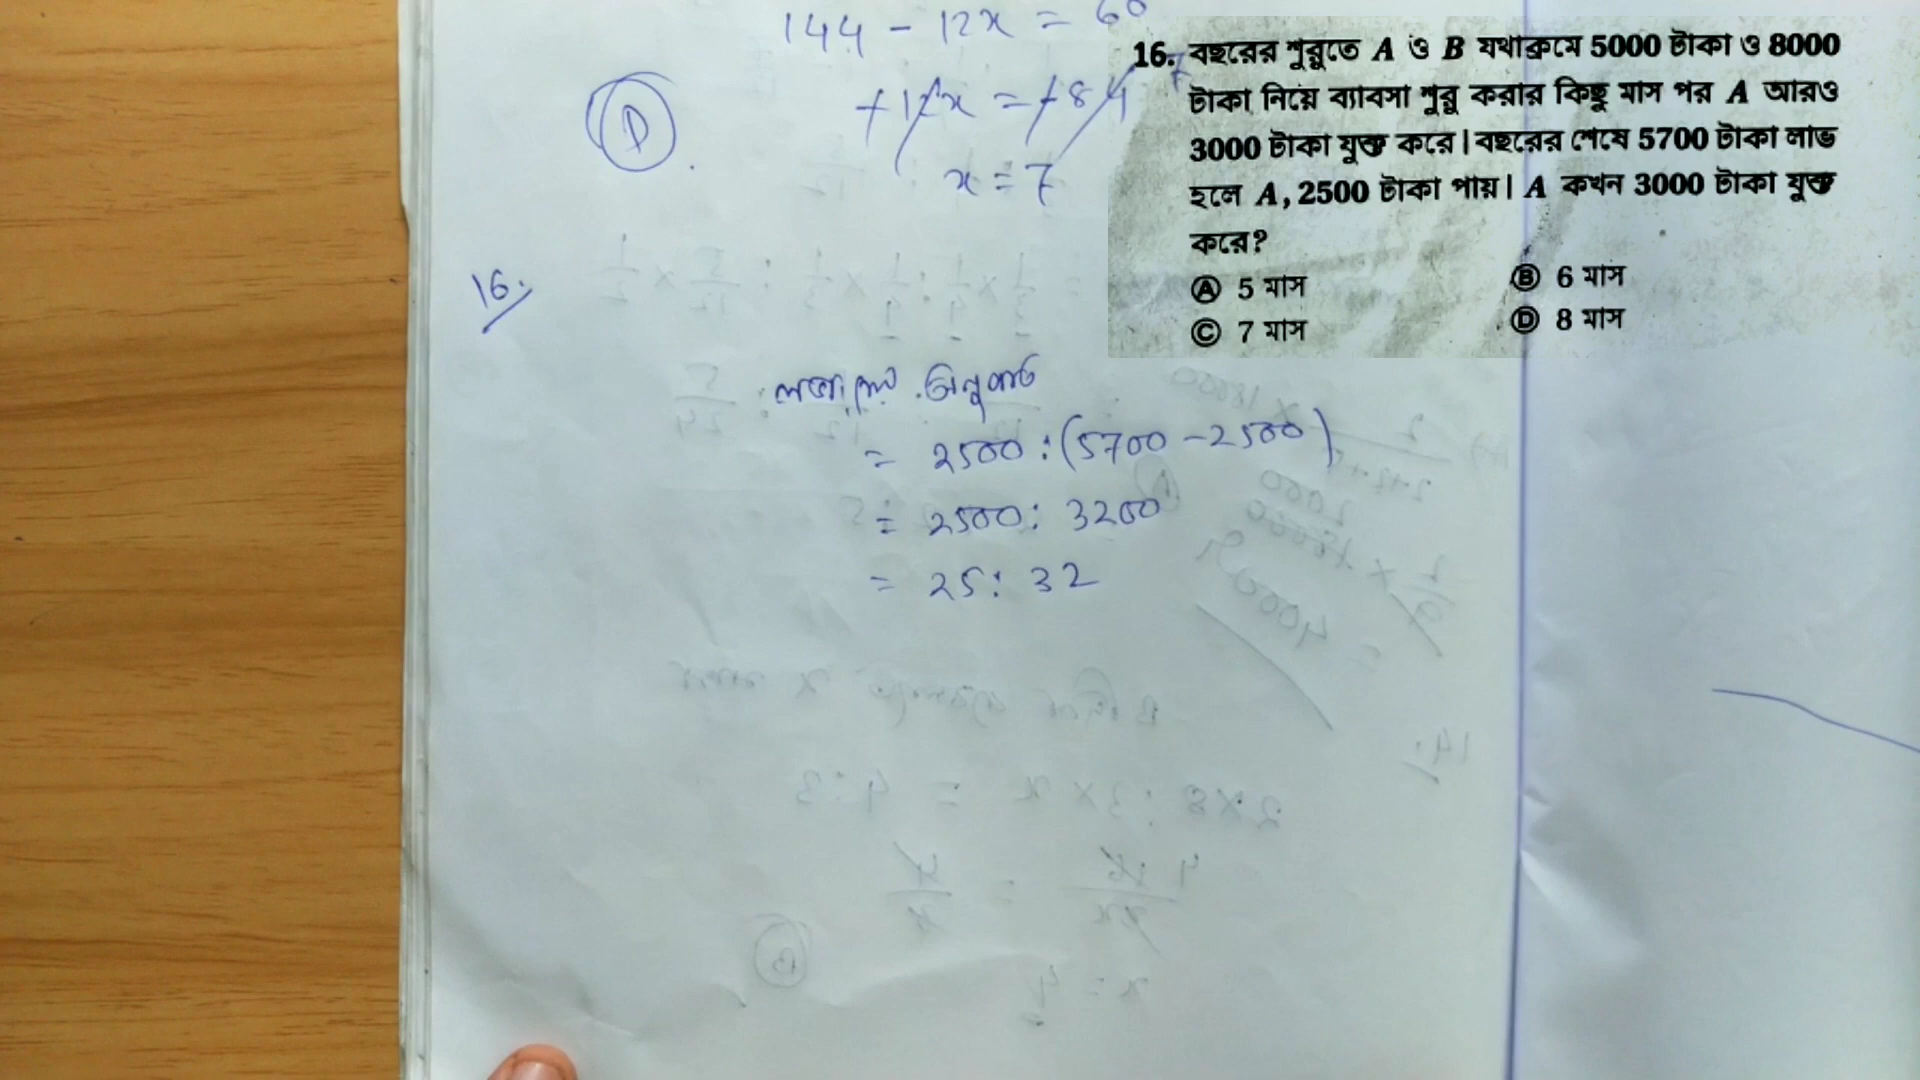 144 - 12x = 60
+12x = +84 7
x = 7
D
16. বছরের শুরুতে A ও B যথাক্রমে 5000 টাকা ও 8000
টাকা নিয়ে ব্যাবসা শুরু করার কিছু মাস পর A আরও
3000 টাকা যুক্ত করে। বছরের শেষে 5700 টাকা লাভ
হলে A, 2500 টাকা পায়। A কখন 3000 টাকা যুক্ত
করে?
Ⓐ 5 মাস Ⓑ 6 মাস
Ⓒ 7 মাস Ⓓ 8 মাস
16.
লভ্যাংশের অনুপাত
= 2500 : (5700 - 2500)
= 2500 : 3200
= 25 : 32